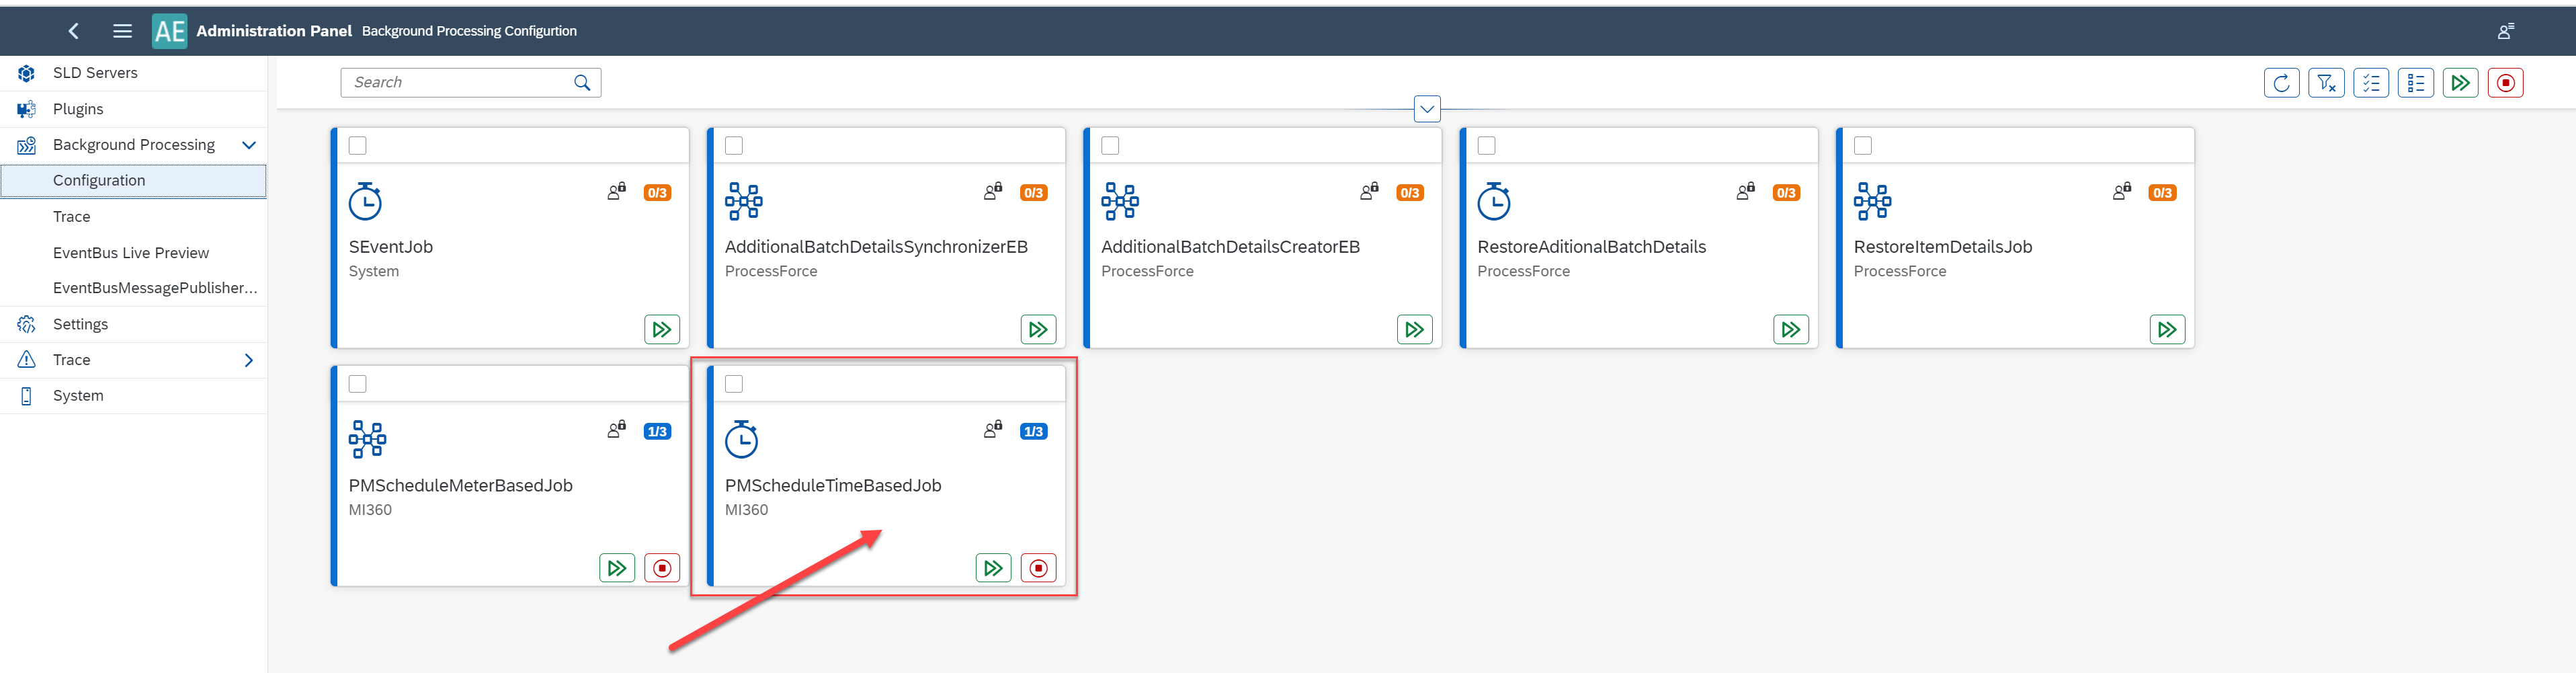 AE Administration Panel Background Processing Configurtion
SLD Servers
Plugins
Background Processing
Configuration
Trace
EventBus Live Preview
EventBusMessagePublisher...
Settings
Trace
System
Search
0/3
SEventJob
System
0/3
AdditionalBatchDetailsSynchronizerEB
ProcessForce
0/3
AdditionalBatchDetailsCreatorEB
ProcessForce
0/3
RestoreAditionalBatchDetails
ProcessForce
0/3
RestoreItemDetailsJob
ProcessForce
1/3
PMScheduleMeterBasedJob
MI360
1/3
PMScheduleTimeBasedJob
MI360